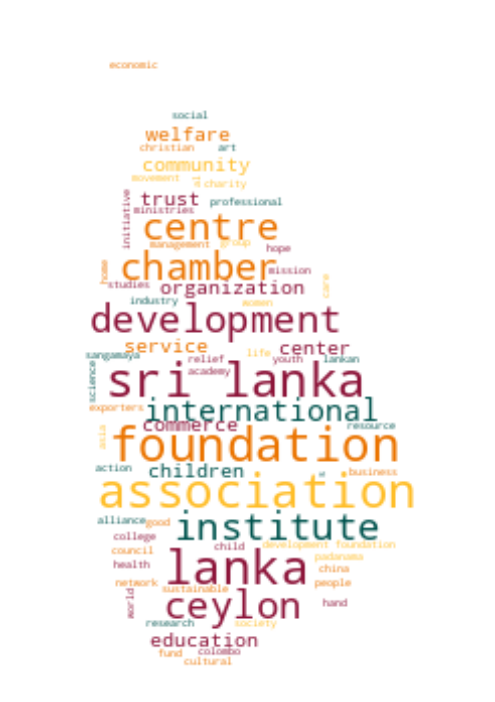 economic
social
welfare
christian art
community
movement charity
trust professional
ministries
initiative
centre
management group
hope
chamber
home mission
studies organization care
industry women
development
service center
sangamaya relief life youth lankan
science academy
sri lanka
exporters international
commerce resource
asia foundation
action children business
association
alliance good institute
college
council child development foundation
health lanka padanama
china
network sustainable people
world ceylon hand
research society
education
fund colombo
cultural